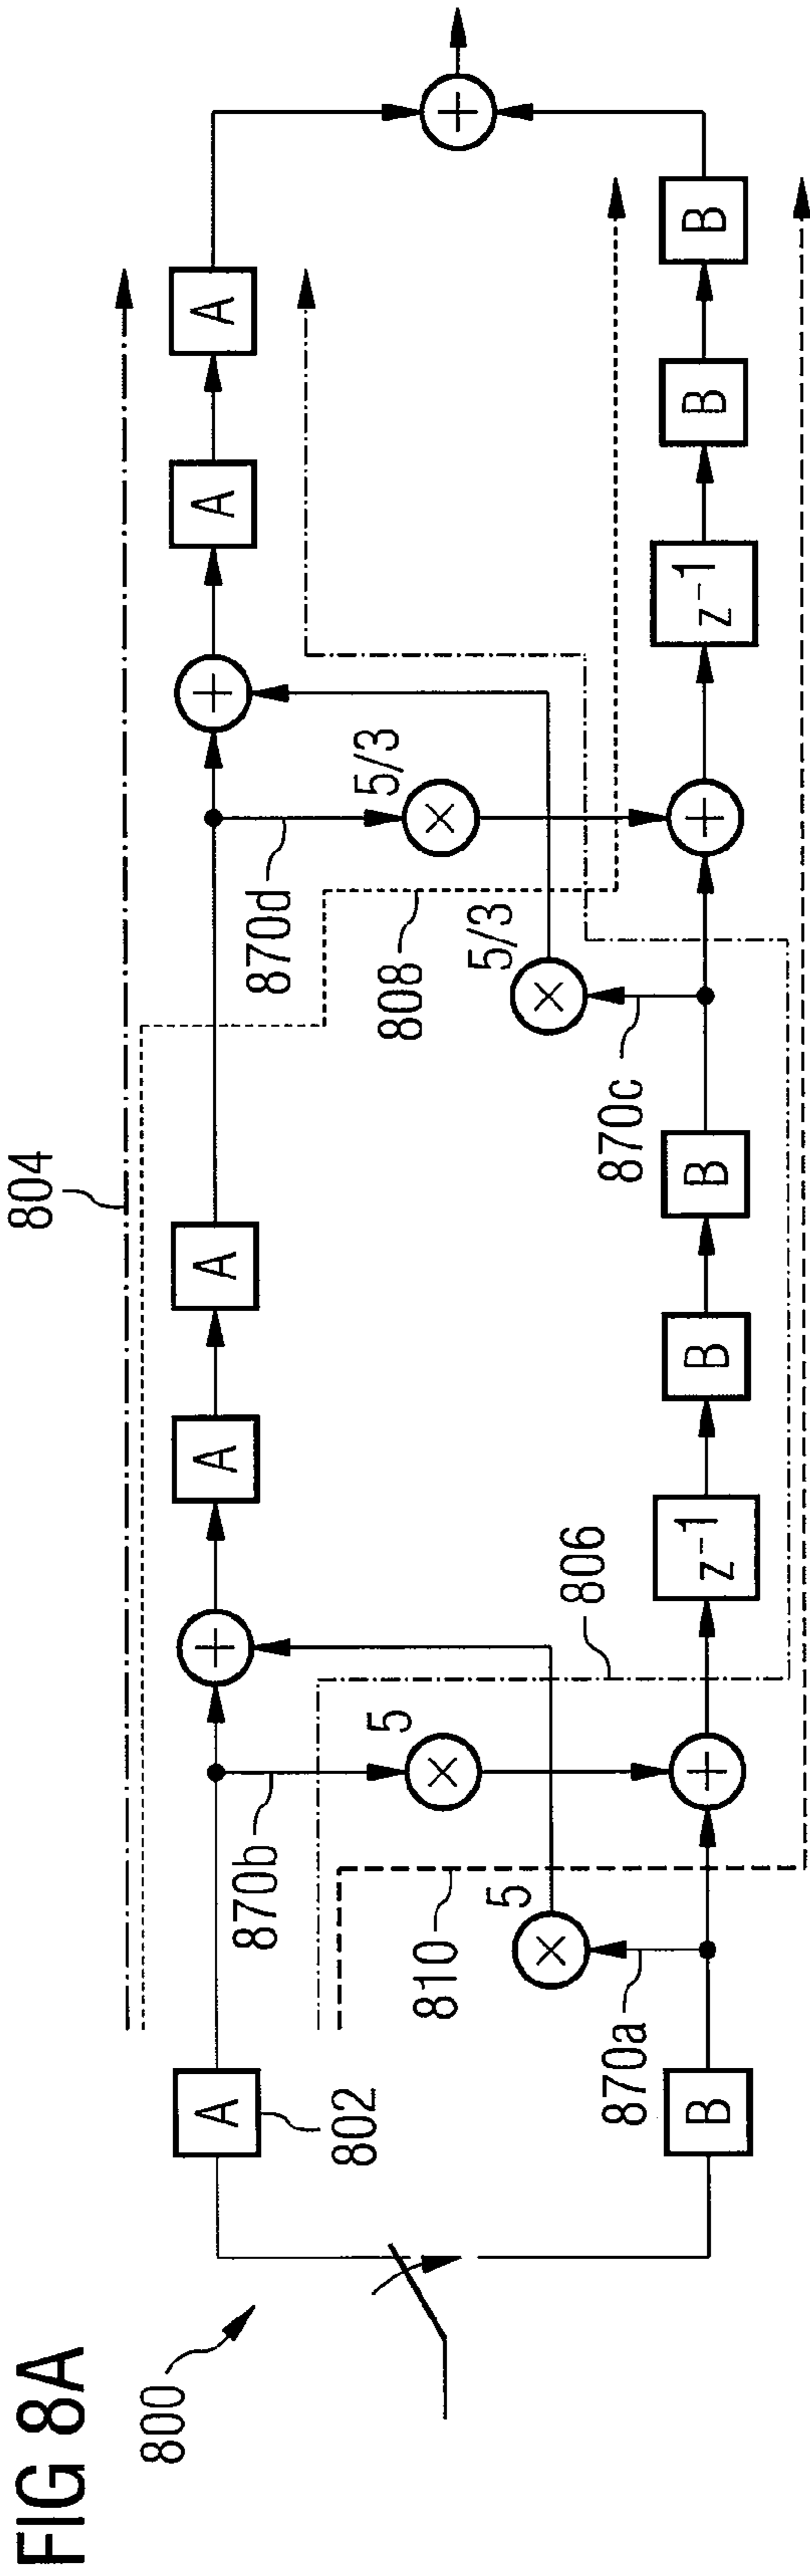 FIG 8A
800
804
A
802
870b
5
+
A
A
870d
5/3
+
A
A
+
808
810
5
×
×
806
5/3
×
×
870a
B
870c
+
z⁻¹
B
B
+
z⁻¹
B
B